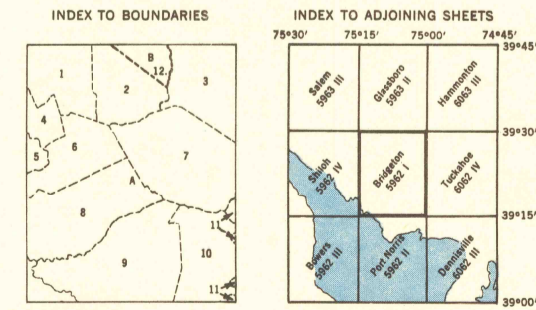 INDEX TO BOUNDARIES
1
B
12.
2
3
4
5
6
7
A
8
9
10
11
11
INDEX TO ADJOINING SHEETS
75°30' 75°15' 75°00' 74°45'
39°45'
Salem
5963 III
Glassboro
5963 II
Hammonton
6063 III
39°30'
Shiloh
5962 IV
Bridgeton
5962 I
Tuckahoe
6062 IV
39°15'
Bowers
5962 III
Port Norris
5962 II
Dennisville
6062 III
39°00'